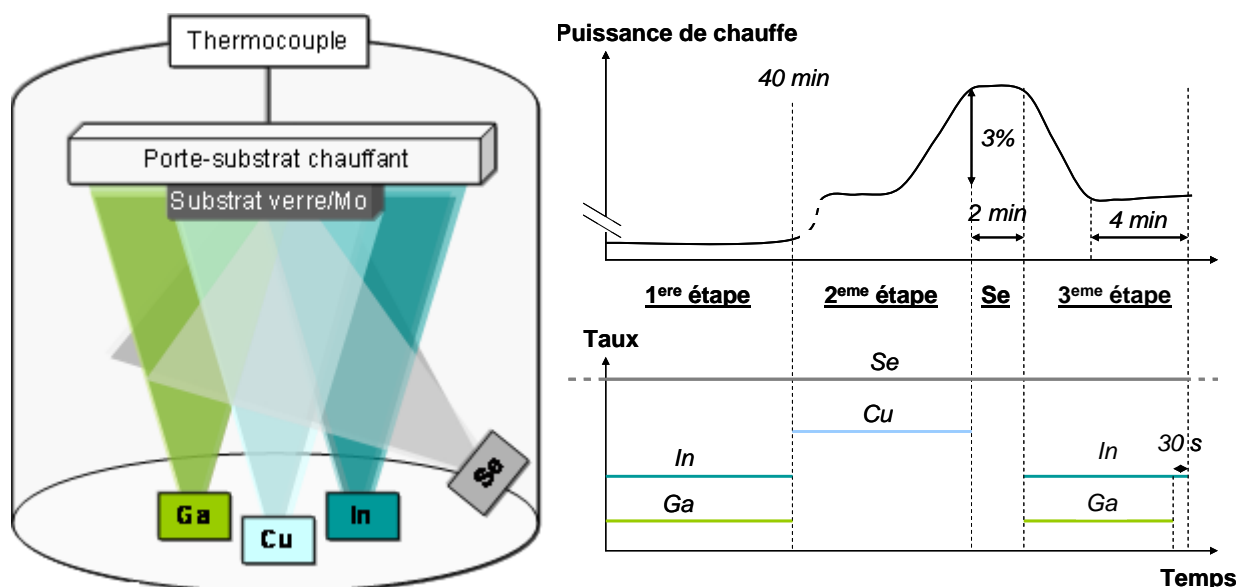 Thermocouple
Porte-substrat chauffant
Substrat verre/Mo
Se
Ga
Cu
In
Puissance de chauffe
40 min
3%
2 min
4 min
1ere étape
2eme étape
Se
3eme étape
Taux
Se
Cu
30 s
In
In
Ga
Ga
Temps